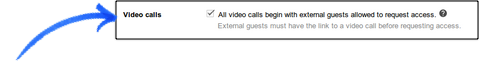 Video calls All video calls begin with external guests allowed to request access. ?
External guests must have the link to a video call before requesting access.